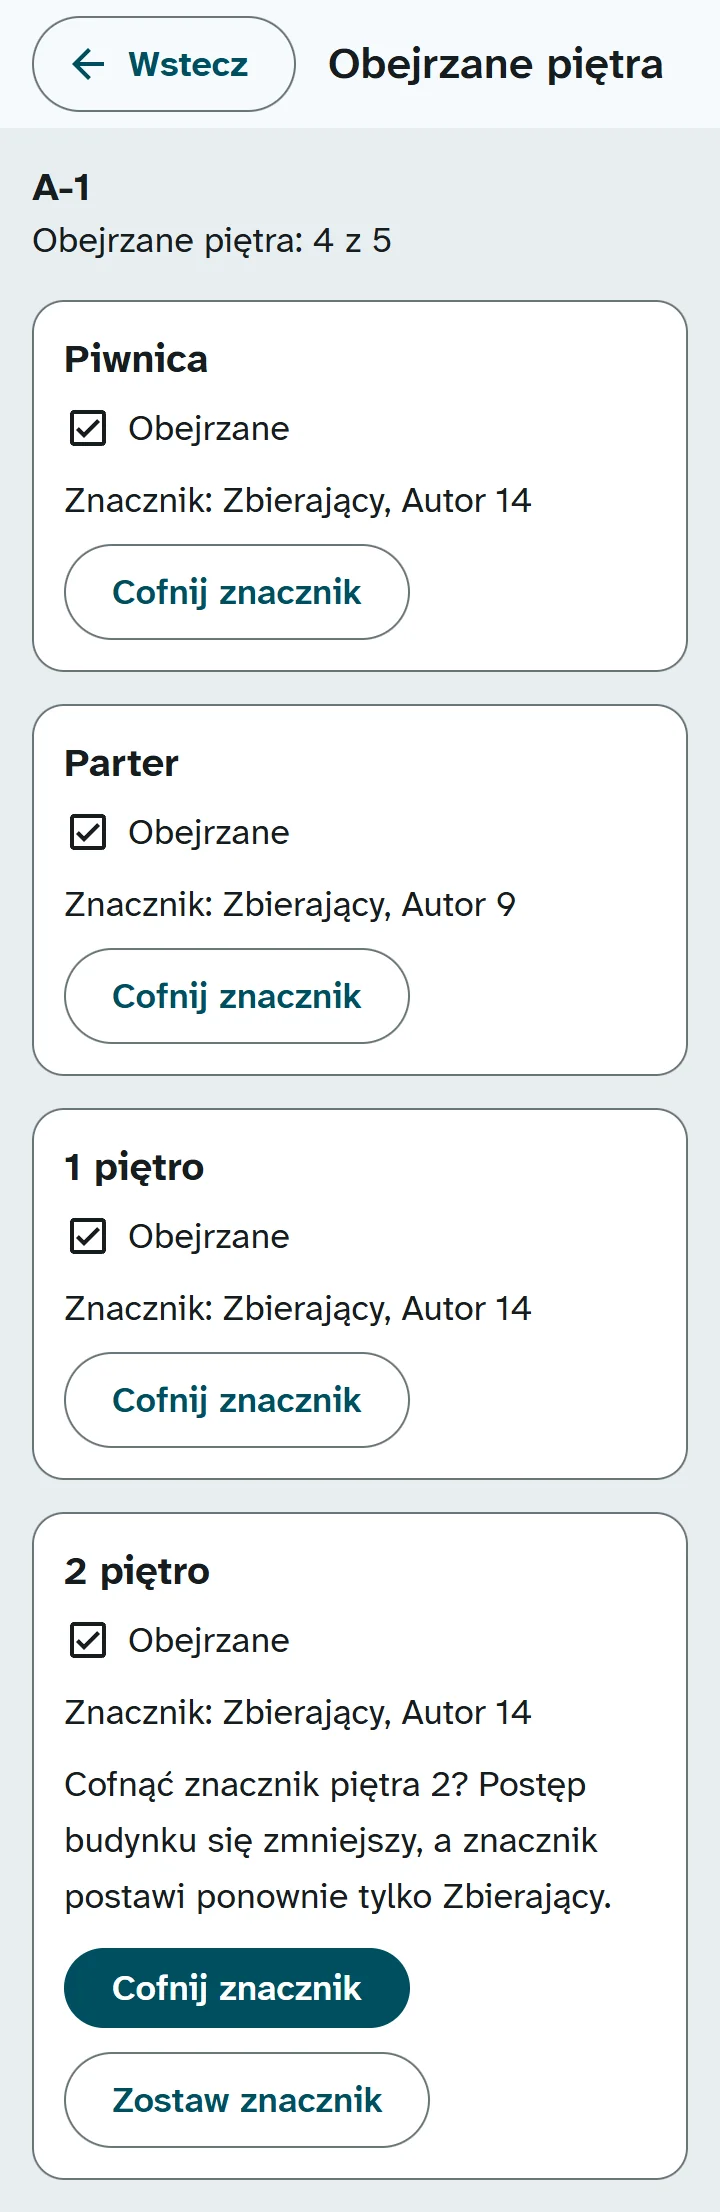 Wstecz
Obejrzane piętra
A-1
Obejrzane piętra: 4 z 5
Piwnica
Obejrzane
Znacznik: Zbierający, Autor 14
Cofnij znacznik
Parter
Obejrzane
Znacznik: Zbierający, Autor 9
Cofnij znacznik
1 piętro
Obejrzane
Znacznik: Zbierający, Autor 14
Cofnij znacznik
2 piętro
Obejrzane
Znacznik: Zbierający, Autor 14
Cofnąć znacznik piętra 2? Postęp
budynku się zmniejszy, a znacznik
postawi ponownie tylko Zbierający.
Cofnij znacznik
Zostaw znacznik